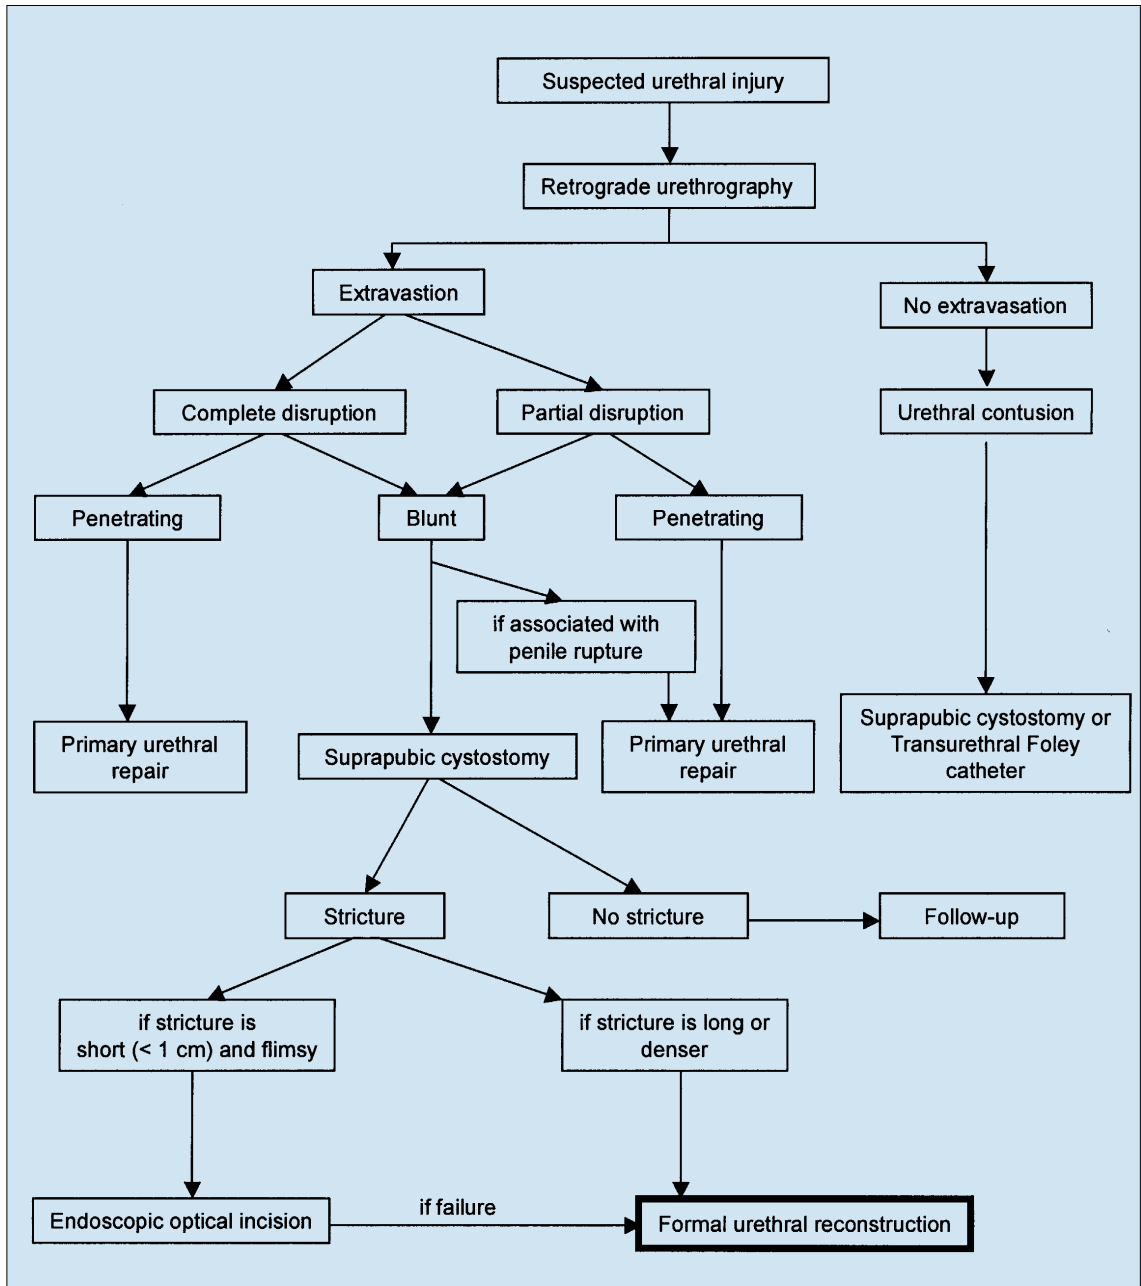 Suspected urethral injury
Retrograde urethrography
Extravastion
No extravasation
Complete disruption
Partial disruption
Urethral contusion
Penetrating
Blunt
Penetrating
if associated with
penile rupture
Primary urethral
repair
Suprapubic cystostomy
Primary urethral
repair
Suprapubic cystostomy or
Transurethral Foley
catheter
Stricture
No stricture
Follow-up
if stricture is
short (< 1 cm) and flimsy
if stricture is long or
denser
Endoscopic optical incision
if failure
Formal urethral reconstruction